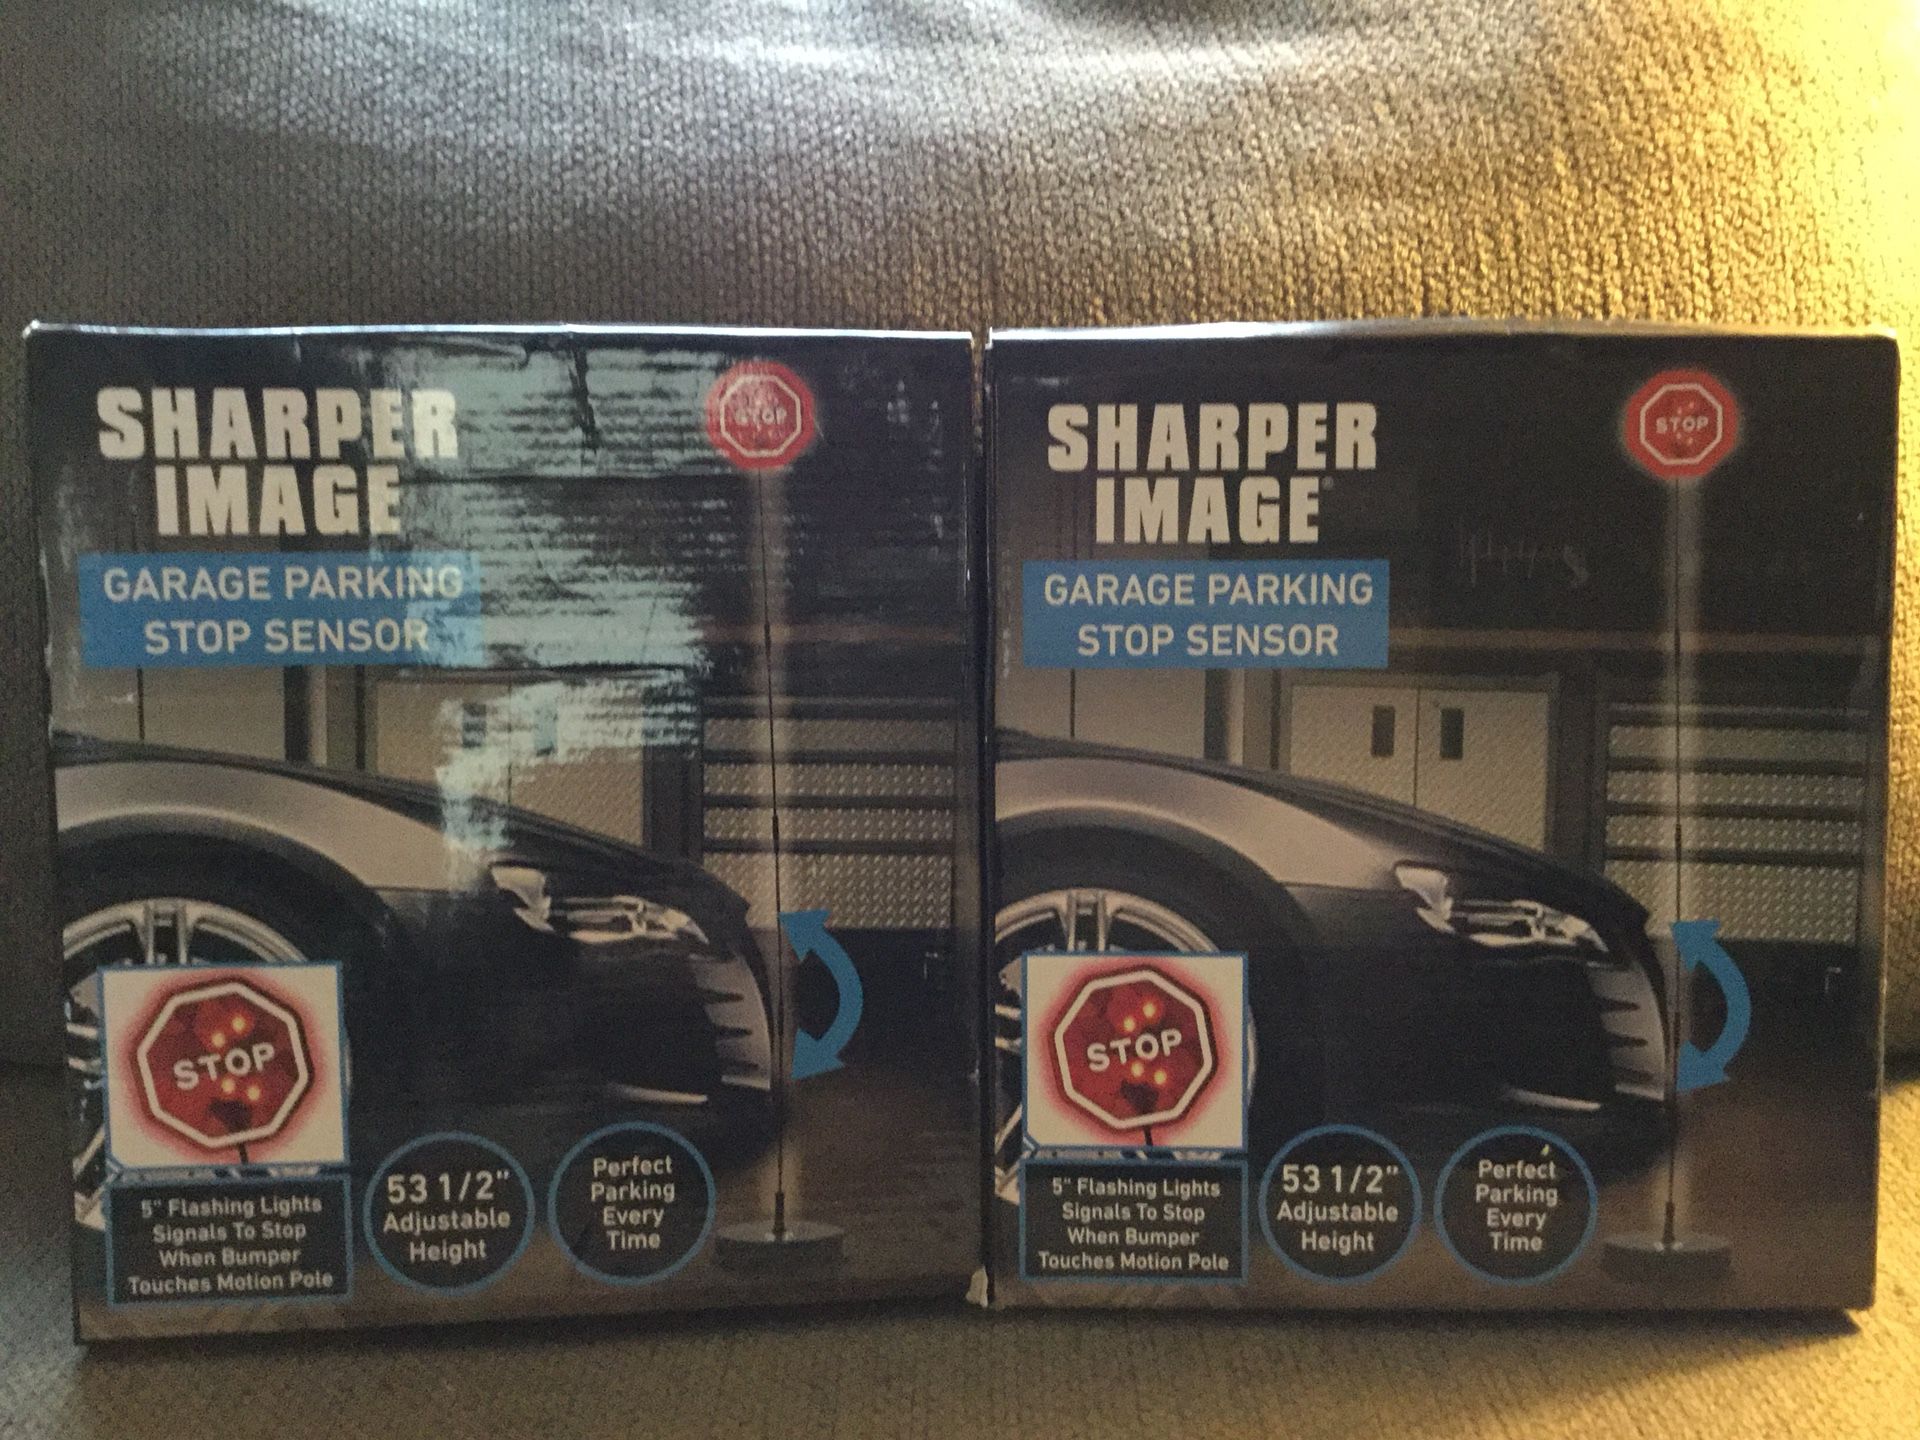 SHARPER
IMAGE
GARAGE PARKING
STOP SENSOR
STOP
STOP
5" Flashing Lights
Signals To Stop
When Bumper
Touches Motion Pole
53 1/2"
Adjustable
Height
Perfect
Parking
Every
Time
SHARPER
IMAGE®
GARAGE PARKING
STOP SENSOR
STOP
STOP
5" Flashing Lights
Signals To Stop
When Bumper
Touches Motion Pole
53 1/2"
Adjustable
Height
Perfect
Parking
Every
Time